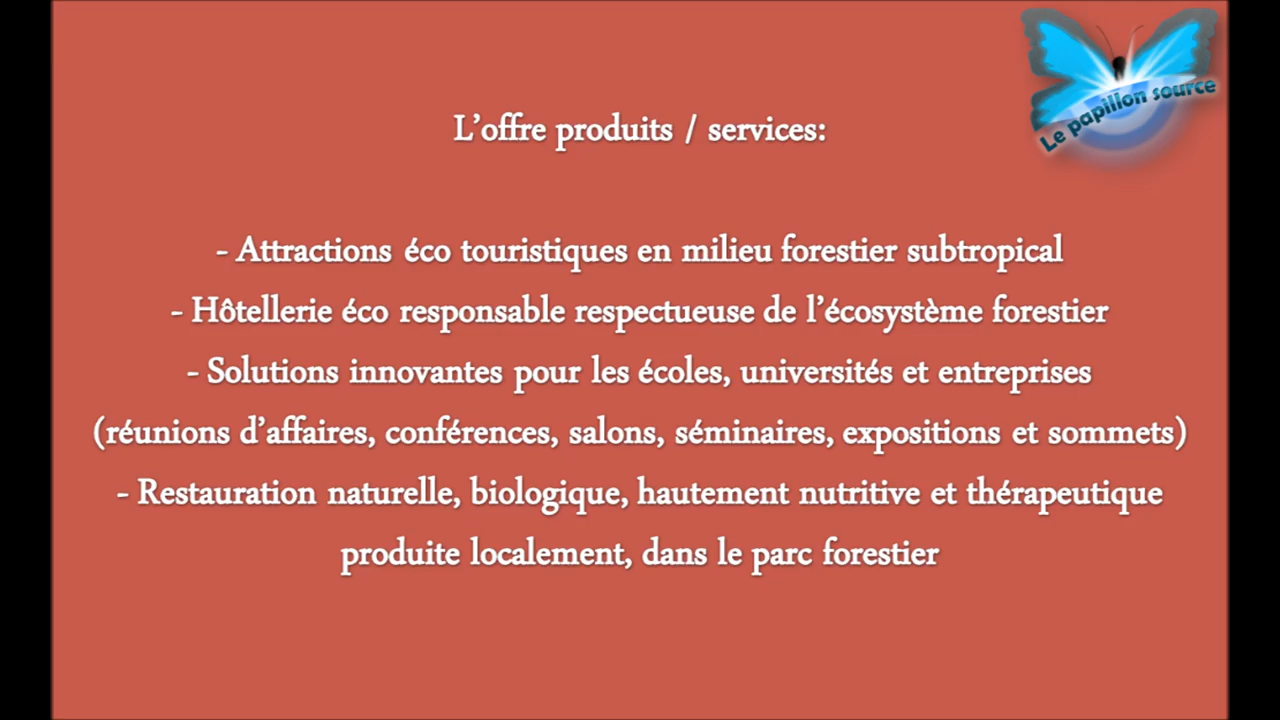 Le papillon source
L'offre produits / services:
- Attractions éco touristiques en milieu forestier subtropical
- Hôtellerie éco responsable respectueuse de l'écosystème forestier
- Solutions innovantes pour les écoles, universités et entreprises
(réunions d'affaires, conférences, salons, séminaires, expositions et sommets)
- Restauration naturelle, biologique, hautement nutritive et thérapeutique
produite localement, dans le parc forestier